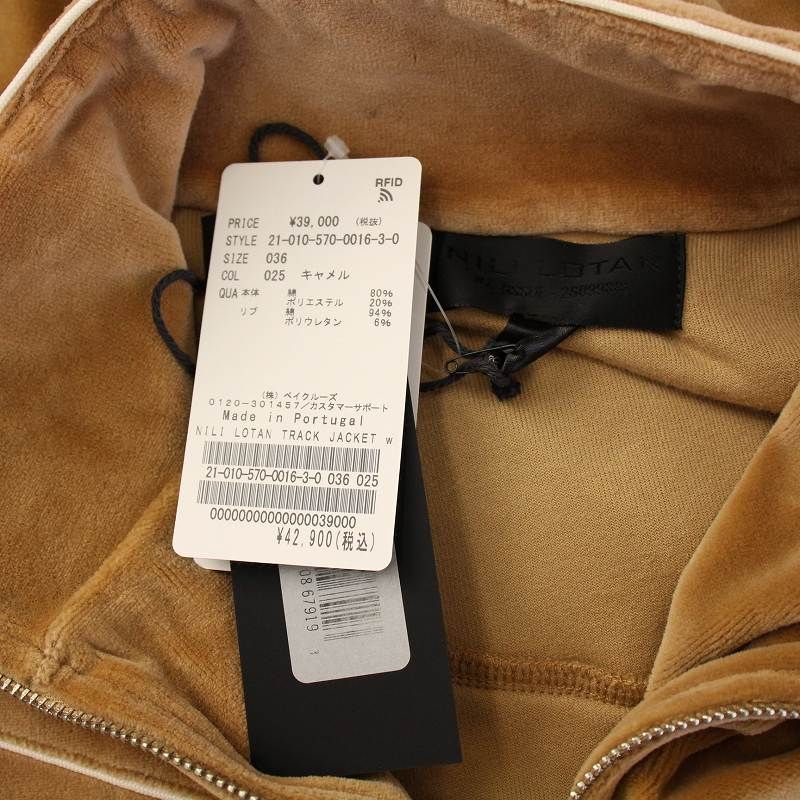 RFID
PRICE ¥39,000 (税抜)
STYLE 21-010-570-0016-3-0
SIZE 036
COL 025 キャメル
QUA 本体 綿 80%
ポリエステル 20%
リブ 綿 94%
ポリウレタン 6%
(株) ベイクルーズ
0120-301457/カスタマーサポート
Made in Portugal
NILI LOTAN TRACK JACKET W
21-010-570-0016-3-0 036 025
00000000000000039000
¥42,900(税込)
NILI LOTAN
08 67919 3